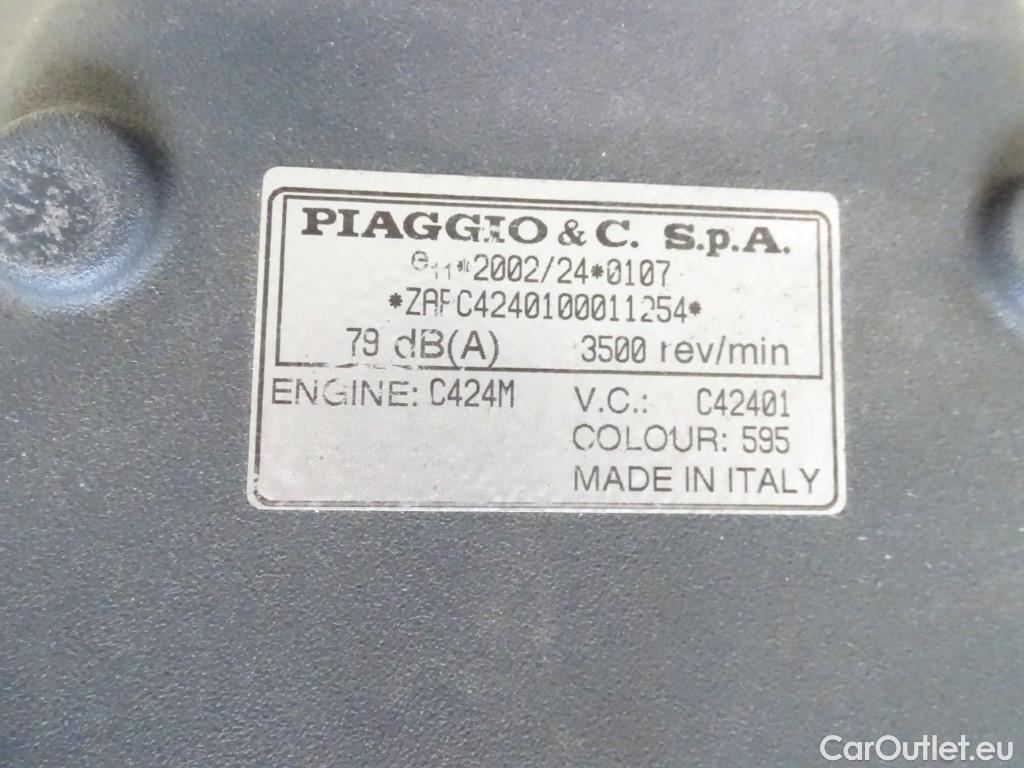 PIAGGIO & C. S.p.A.
e11*2002/24*0107
*ZAPC4240100011254*
79 dB(A) 3500 rev/min
ENGINE: C424M V.C.: C42401
COLOUR: 595
MADE IN ITALY
CarOutlet.eu